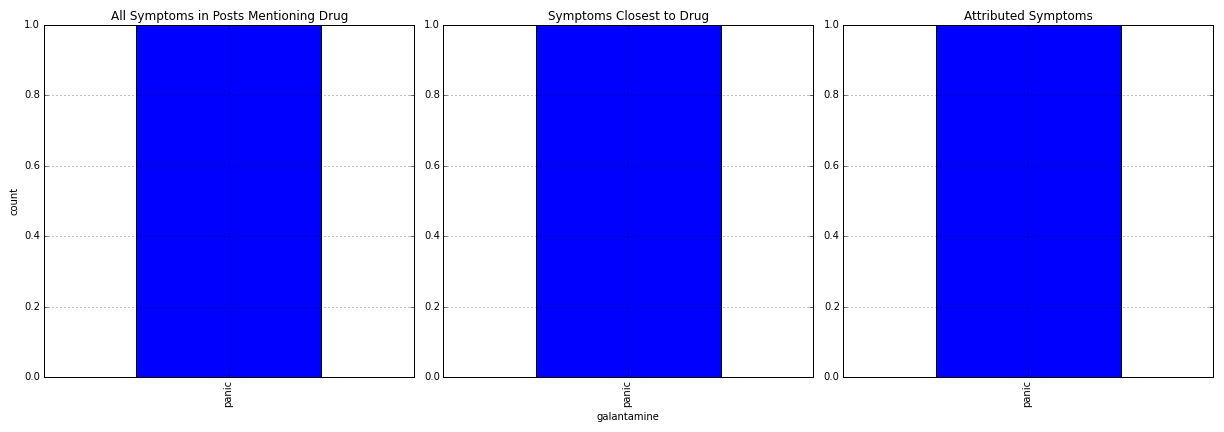 All Symptoms in Posts Mentioning Drug
1.0
0.8
0.6
0.4
0.2
0.0
count
panic
Symptoms Closest to Drug
1.0
0.8
0.6
0.4
0.2
0.0
panic
galantamine
Attributed Symptoms
1.0
0.8
0.6
0.4
0.2
0.0
panic